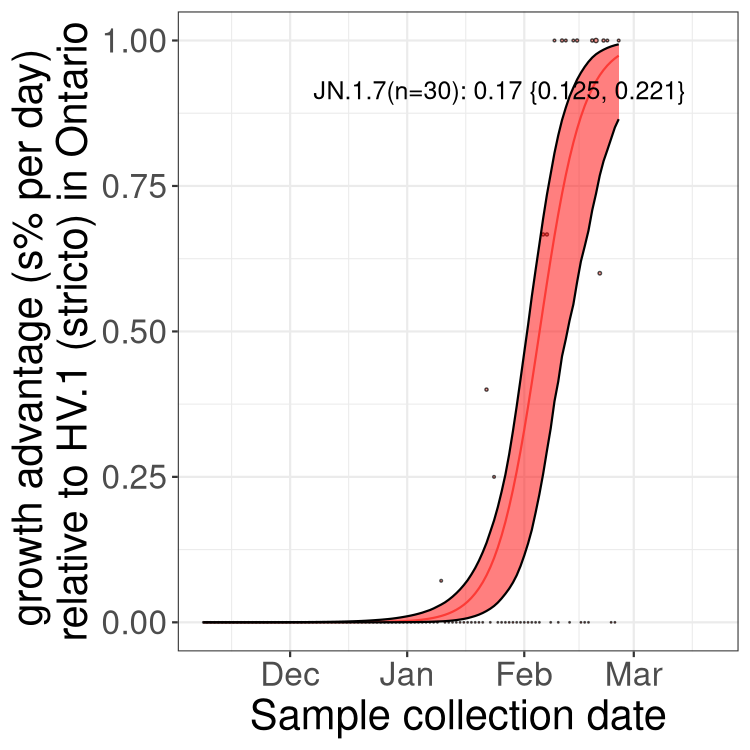 growth advantage (s% per day)
relative to HV.1 (stricto) in Ontario
1.00
0.75
0.50
0.25
0.00
JN.1.7(n=30): 0.17 {0.125, 0.221}
Dec Jan Feb Mar
Sample collection date